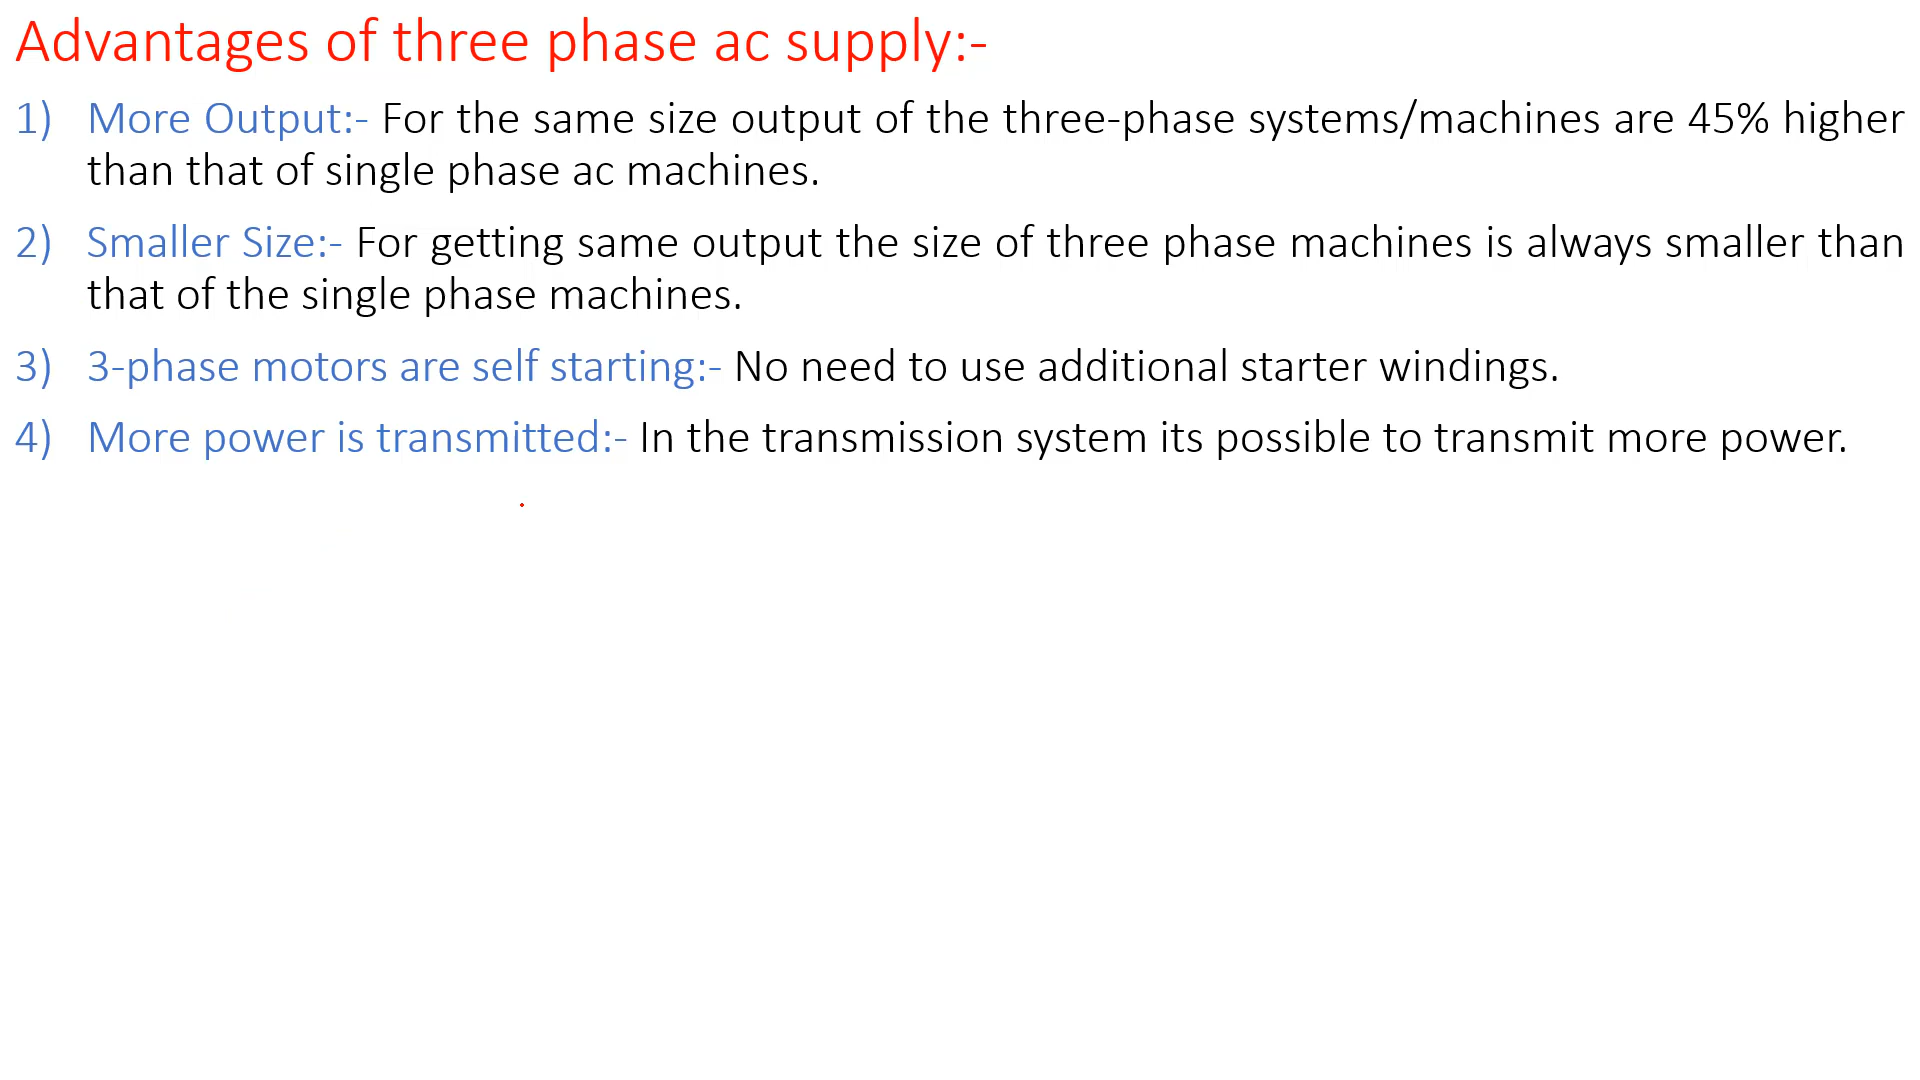 Advantages of three phase ac supply:-
1) More Output:- For the same size output of the three-phase systems/machines are 45% higher
than that of single phase ac machines.
2) Smaller Size:- For getting same output the size of three phase machines is always smaller than
that of the single phase machines.
3) 3-phase motors are self starting:- No need to use additional starter windings.
4) More power is transmitted:- In the transmission system its possible to transmit more power.